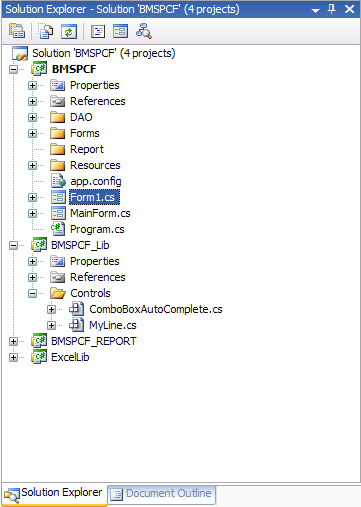 Solution Explorer - Solution 'BMSPCF' (4 projects)
Solution 'BMSPCF' (4 projects)
BMSPCF
Properties
References
DAO
Forms
Report
Resources
app.config
Form1.cs
MainForm.cs
Program.cs
BMSPCF_Lib
Properties
References
Controls
ComboBoxAutoComplete.cs
MyLine.cs
BMSPCF_REPORT
ExcelLib
Solution Explorer Document Outline